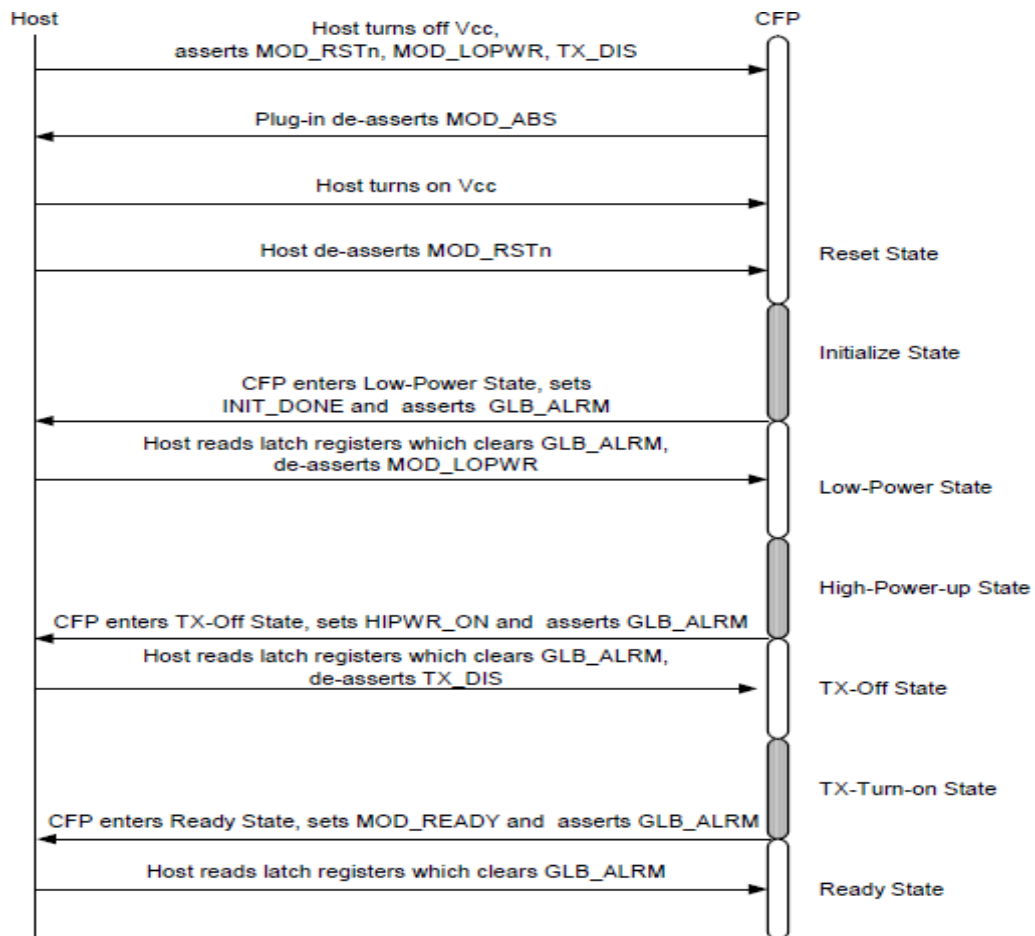 Host
CFP
Host turns off Vcc,
asserts MOD_RSTn, MOD_LOPWR, TX_DIS
Plug-in de-asserts MOD_ABS
Host turns on Vcc
Host de-asserts MOD_RSTn
Reset State
Initialize State
CFP enters Low-Power State, sets
INIT_DONE and asserts GLB_ALRM
Host reads latch registers which clears GLB_ALRM,
de-asserts MOD_LOPWR
Low-Power State
High-Power-up State
CFP enters TX-Off State, sets HIPWR_ON and asserts GLB_ALRM
Host reads latch registers which clears GLB_ALRM,
de-asserts TX_DIS
TX-Off State
TX-Turn-on State
CFP enters Ready State, sets MOD_READY and asserts GLB_ALRM
Host reads latch registers which clears GLB_ALRM
Ready State